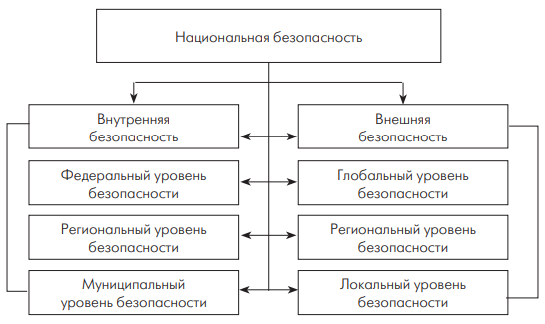 Национальная безопасность
Внутренняя
безопасность
Внешняя
безопасность
Федеральный уровень
безопасности
Глобальный уровень
безопасности
Региональный уровень
безопасности
Региональный уровень
безопасности
Муниципальный
уровень безопасности
Локальный уровень
безопасности